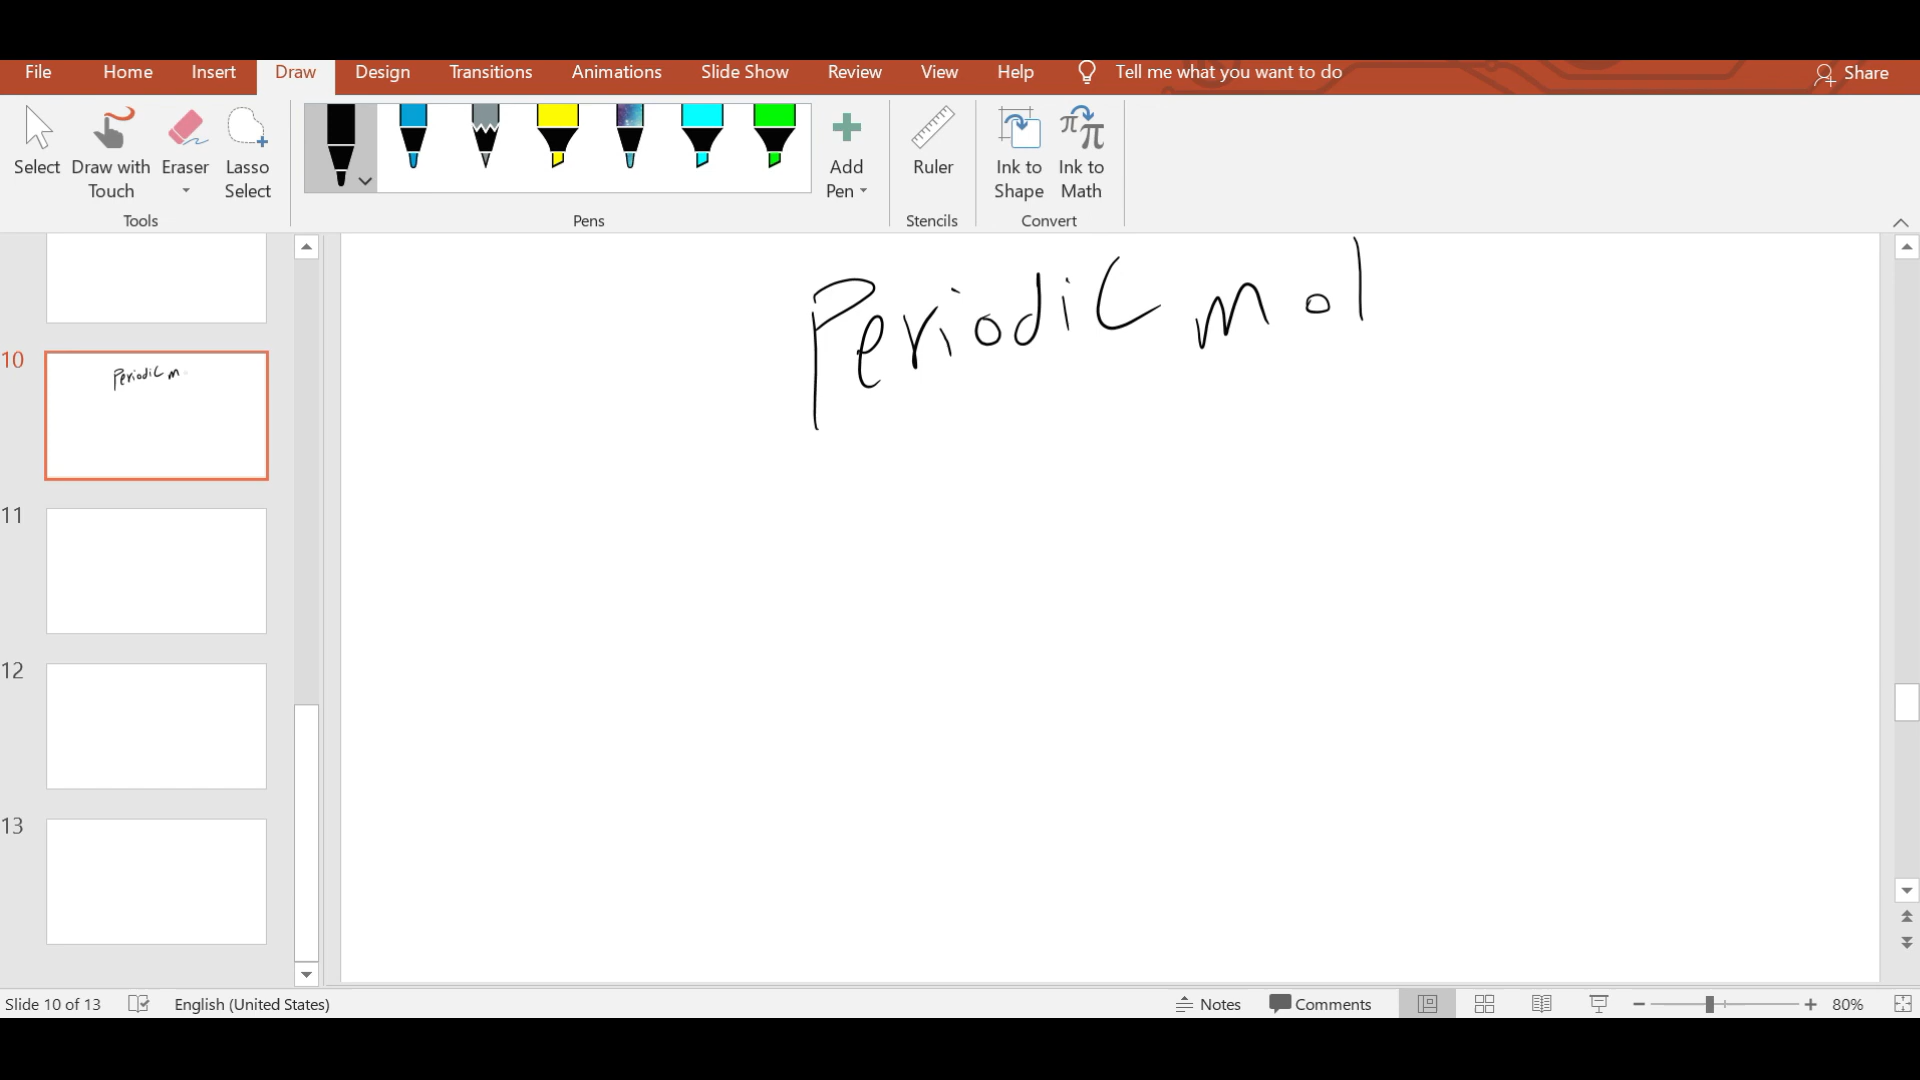 File Home Insert Draw Design Transitions Animations Slide Show Review View Help Tell me what you want to do Share
Select Draw with Touch Eraser Lasso Select Add Pen Ruler Ink to Shape Ink to Math
Tools Pens Stencils Convert
Periodic mol
10
Periodic m
11
12
13
Slide 10 of 13 English (United States) Notes Comments 80%